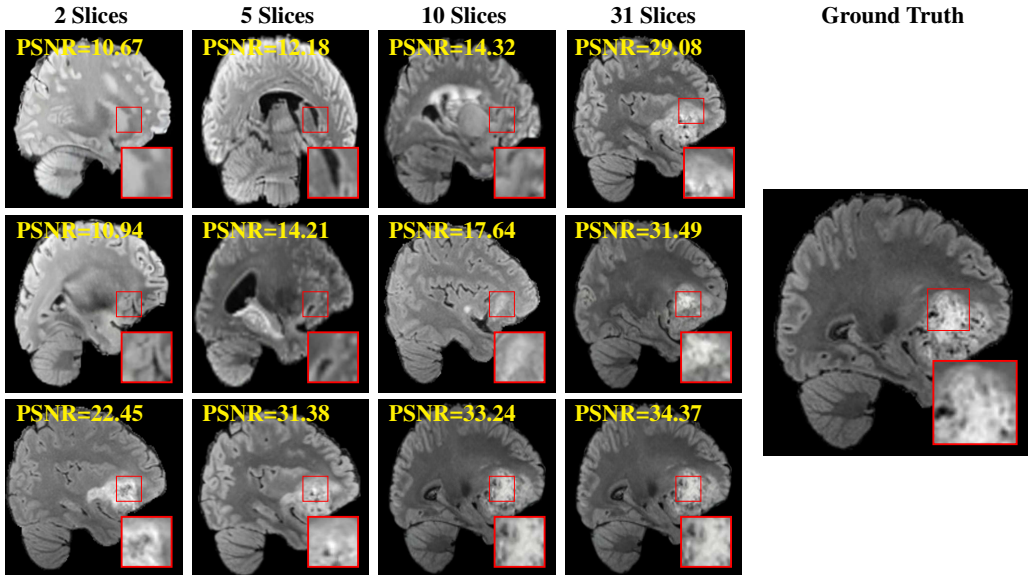 2 Slices 5 Slices 10 Slices 31 Slices Ground Truth
PSNR=10.67 PSNR=12.18 PSNR=14.32 PSNR=29.08
PSNR=10.94 PSNR=14.21 PSNR=17.64 PSNR=31.49
PSNR=22.45 PSNR=31.38 PSNR=33.24 PSNR=34.37